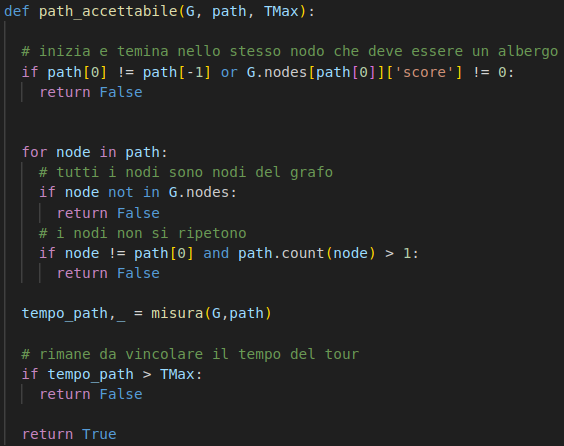 def path_accettabile(G, path, TMax):
# inizia e temina nello stesso nodo che deve essere un albergo
if path[0] != path[-1] or G.nodes[path[0]]['score'] != 0:
return False
for node in path:
# tutti i nodi sono nodi del grafo
if node not in G.nodes:
return False
# i nodi non si ripetono
if node != path[0] and path.count(node) > 1:
return False
tempo_path,_ = misura(G,path)
# rimane da vincolare il tempo del tour
if tempo_path > TMax:
return False
return True